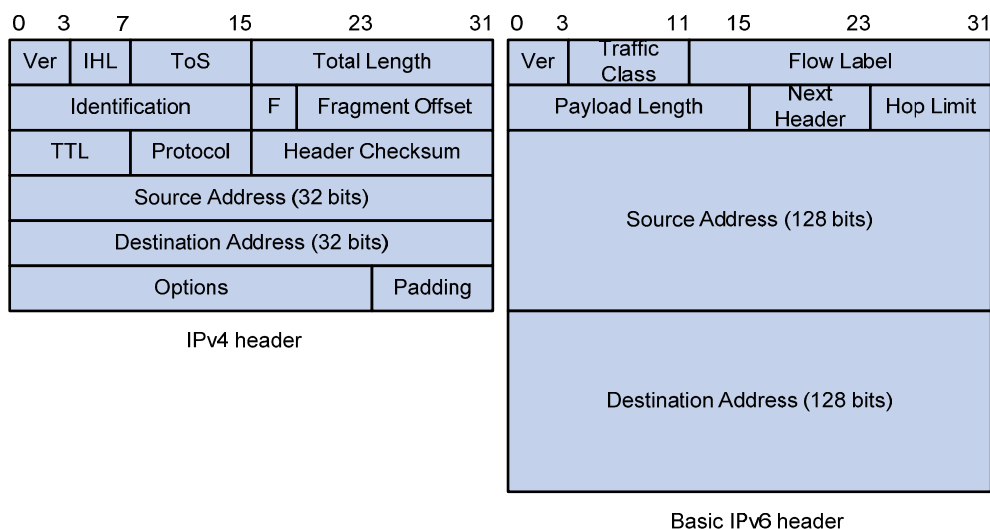 0 3 7 15 23 31
Ver IHL ToS Total Length
Identification F Fragment Offset
TTL Protocol Header Checksum
Source Address (32 bits)
Destination Address (32 bits)
Options Padding
IPv4 header
0 3 11 15 23 31
Ver Traffic Class Flow Label
Payload Length Next Header Hop Limit
Source Address (128 bits)
Destination Address (128 bits)
Basic IPv6 header